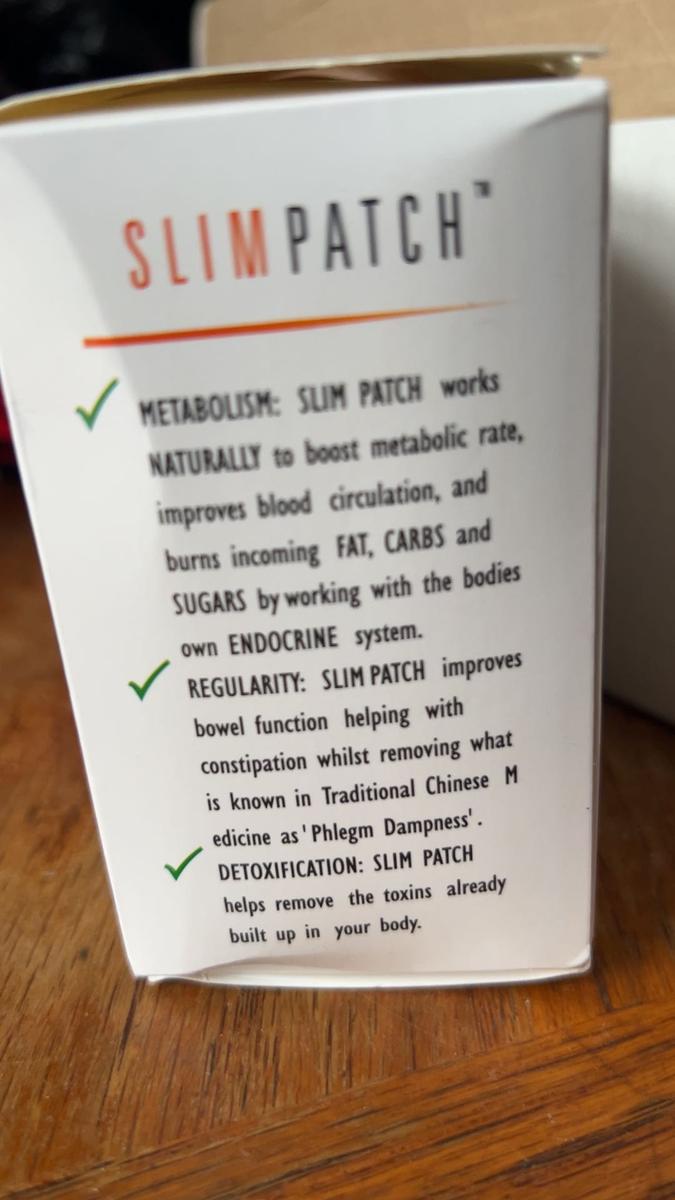 SLIMPATCH™
METABOLISM: SLIM PATCH works
NATURALLY to boost metabolic rate,
improves blood circulation, and
burns incoming FAT, CARBS and
SUGARS by working with the bodies
own ENDOCRINE system.
REGULARITY: SLIM PATCH improves
bowel function helping with
constipation whilst removing what
is known in Traditional Chinese M
edicine as 'Phlegm Dampness'.
DETOXIFICATION: SLIM PATCH
helps remove the toxins already
built up in your body.